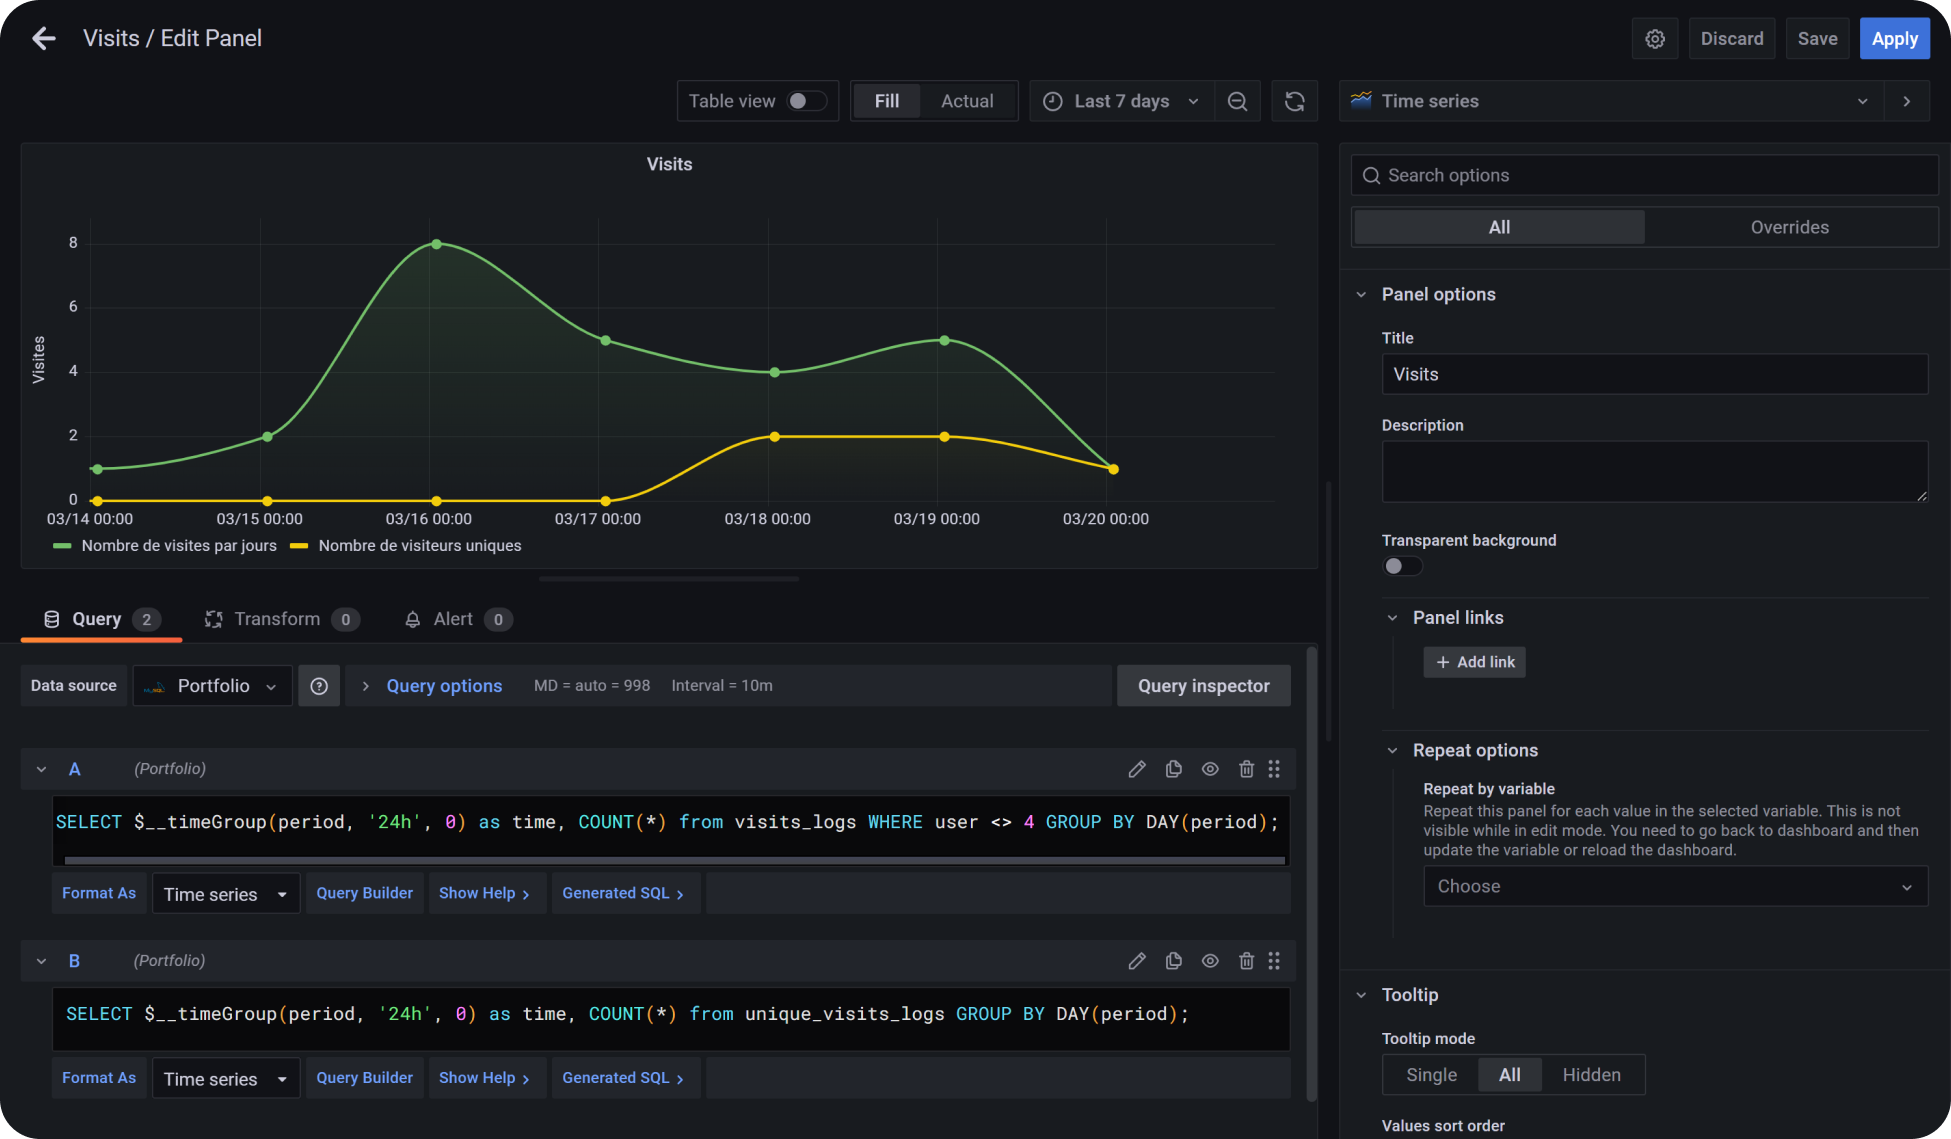 Visits / Edit Panel
Discard
Save
Apply
Table view
Fill
Actual
Last 7 days
Time series
Visits
Search options
All
Overrides
Visites
8
6
4
2
0
03/14 00:00
03/15 00:00
03/16 00:00
03/17 00:00
03/18 00:00
03/19 00:00
03/20 00:00
Nombre de visites par jours
Nombre de visiteurs uniques
Panel options
Title
Visits
Description
Transparent background
Panel links
+ Add link
Repeat options
Repeat by variable
Repeat this panel for each value in the selected variable. This is not
visible while in edit mode. You need to go back to dashboard and then
update the variable or reload the dashboard.
Choose
Tooltip
Tooltip mode
Single
All
Hidden
Values sort order
Query 2
Transform 0
Alert 0
Data source
Portfolio
Query options
MD = auto = 998
Interval = 10m
Query inspector
A
(Portfolio)
SELECT $__timeGroup(period, '24h', 0) as time, COUNT(*) from visits_logs WHERE user <> 4 GROUP BY DAY(period);
Format As
Time series
Query Builder
Show Help >
Generated SQL >
B
(Portfolio)
SELECT $__timeGroup(period, '24h', 0) as time, COUNT(*) from unique_visits_logs GROUP BY DAY(period);
Format As
Time series
Query Builder
Show Help >
Generated SQL >